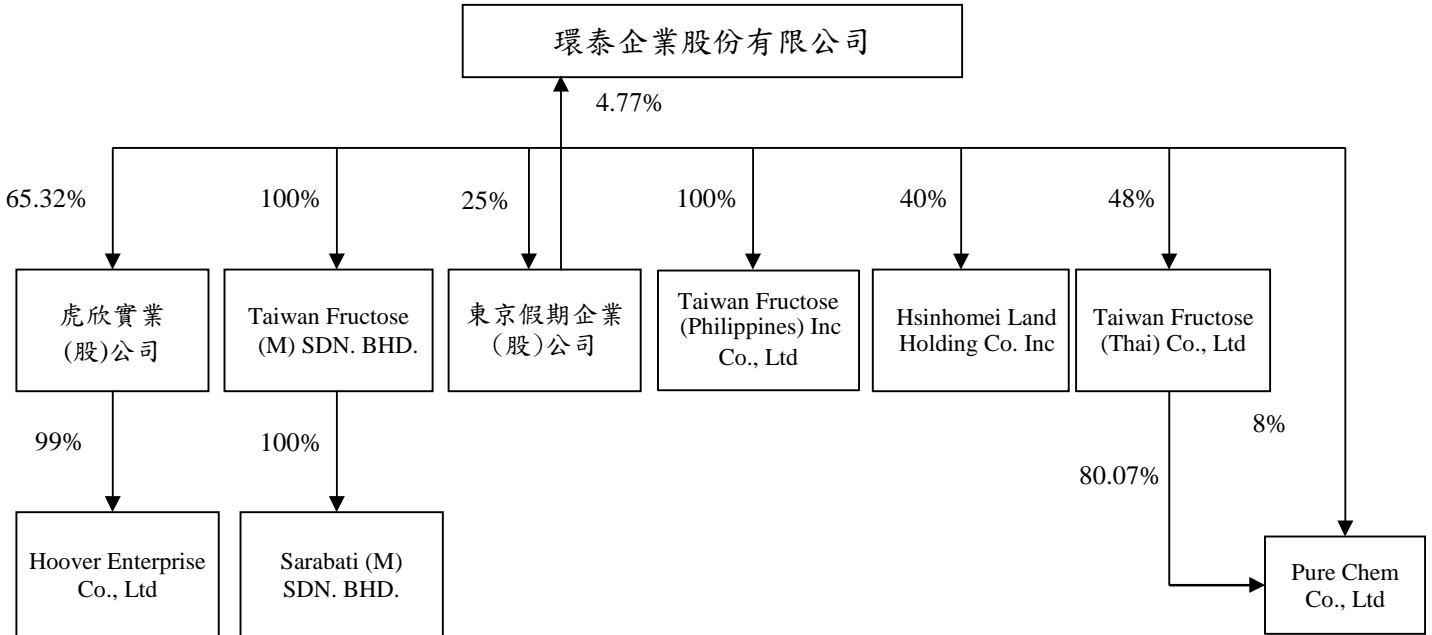 環泰企業股份有限公司
4.77%
65.32%
100%
25%
100%
40%
48%
虎欣實業
(股)公司
Taiwan Fructose
(M) SDN. BHD.
東京假期企業
(股)公司
Taiwan Fructose
(Philippines) Inc
Co., Ltd
Hsinhomei Land
Holding Co. Inc
Taiwan Fructose
(Thai) Co., Ltd
99%
100%
80.07%
8%
Hoover Enterprise
Co., Ltd
Sarabati (M)
SDN. BHD.
Pure Chem
Co., Ltd